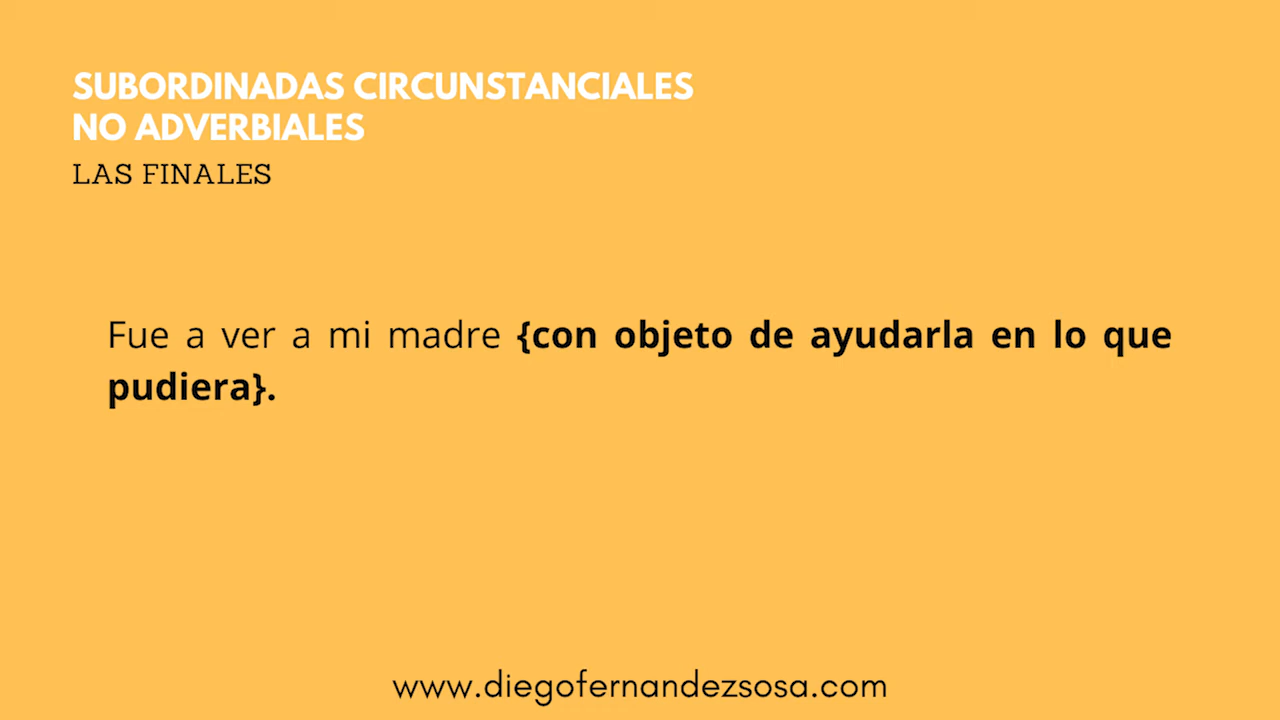 SUBORDINADAS CIRCUNSTANCIALES
NO ADVERBIALES
LAS FINALES
Fue a ver a mi madre {con objeto de ayudarla en lo que
pudiera}.
www.diegofernandezsosa.com